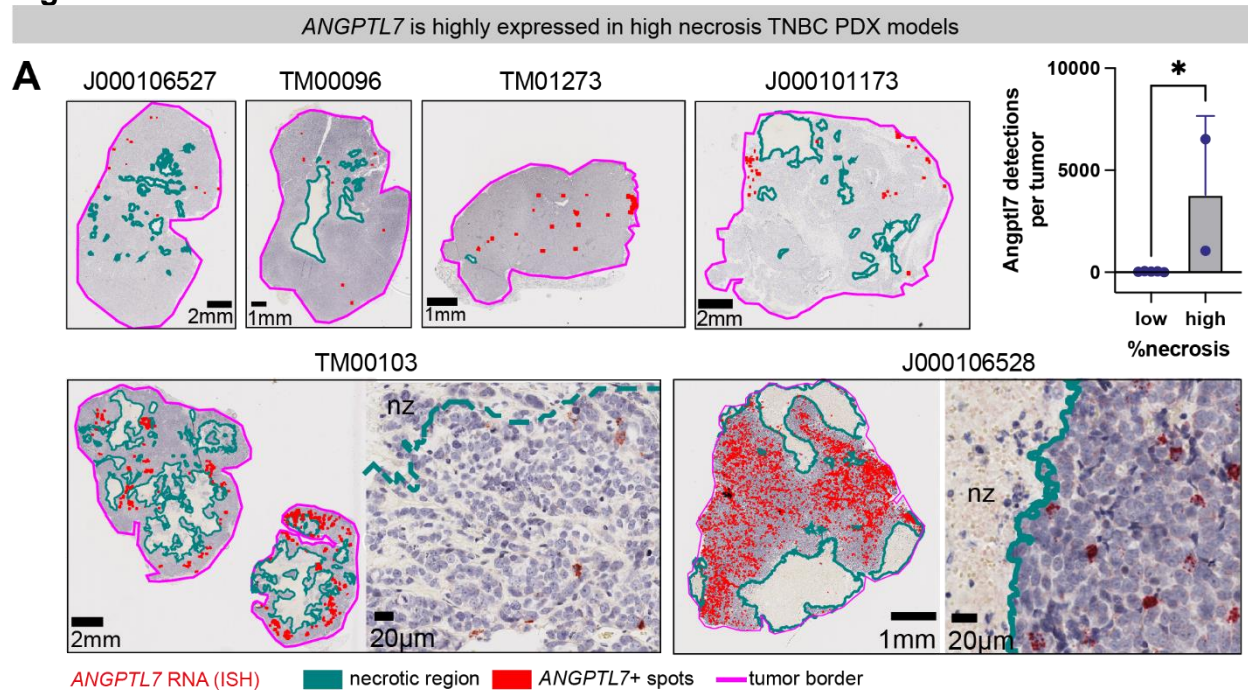 ANGPTL7 is highly expressed in high necrosis TNBC PDX models
A
J000106527
TM00096
TM01273
J000101173
2mm
1mm
1mm
2mm
10000
5000
0
Angptl7 detections
per tumor
*
low
high
%necrosis
TM00103
J000106528
nz
2mm
20µm
nz
1mm
20µm
ANGPTL7 RNA (ISH)
necrotic region
ANGPTL7+ spots
tumor border